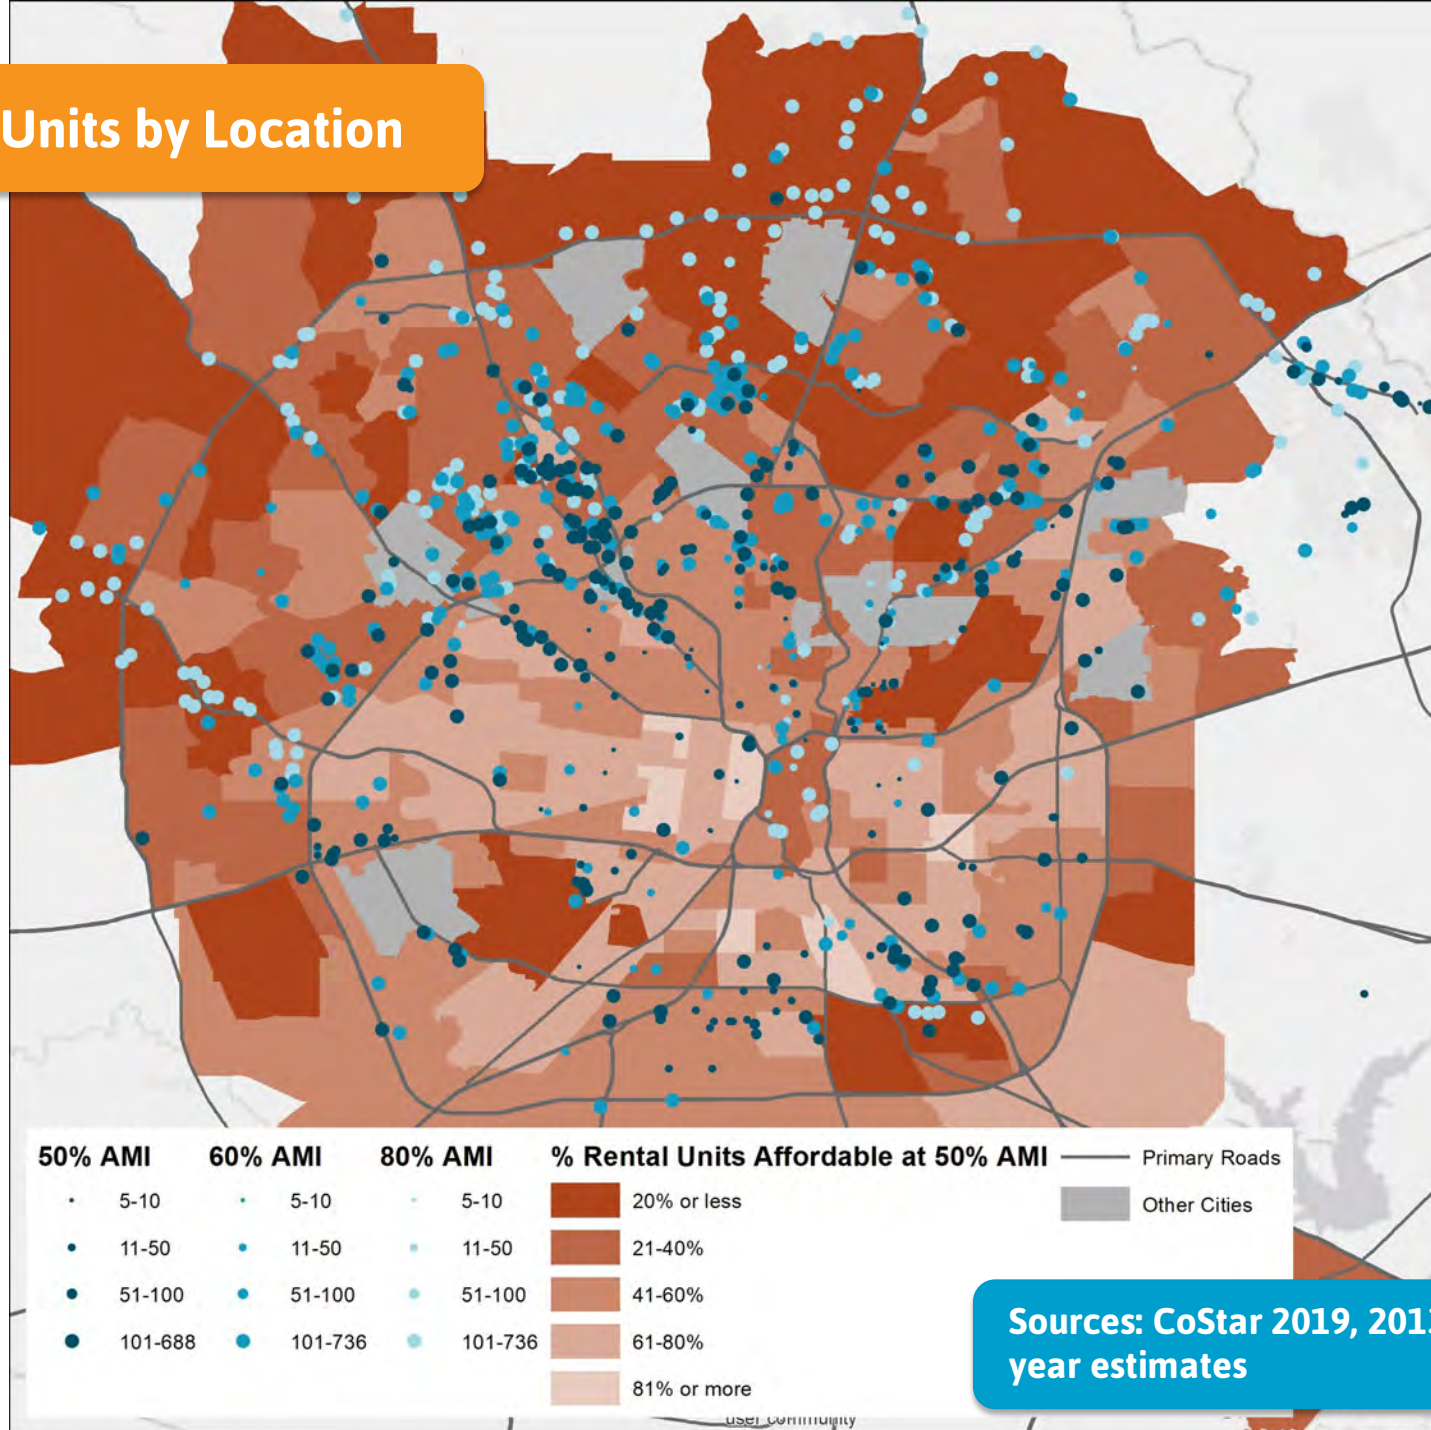 Units by Location
50% AMI
5-10
11-50
51-100
101-688
60% AMI
5-10
11-50
51-100
101-736
80% AMI
5-10
11-50
51-100
101-736
% Rental Units Affordable at 50% AMI
20% or less
21-40%
41-60%
61-80%
81% or more
Primary Roads
Other Cities
Sources: CoStar 2019, 201
year estimates
user community